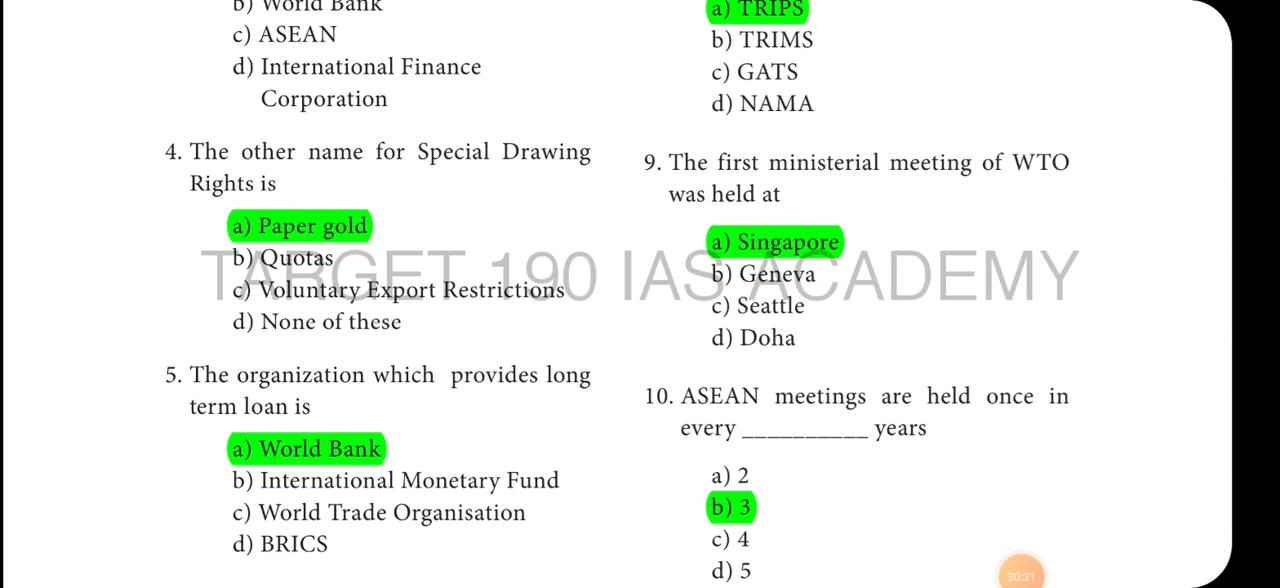 b) World Bank
c) ASEAN
d) International Finance
Corporation
4. The other name for Special Drawing
Rights is
a) Paper gold
b) Quotas
c) Voluntary Export Restrictions
d) None of these
5. The organization which provides long
term loan is
a) World Bank
b) International Monetary Fund
c) World Trade Organisation
d) BRICS
a) TRIPS
b) TRIMS
c) GATS
d) NAMA
9. The first ministerial meeting of WTO
was held at
a) Singapore
b) Geneva
c) Seattle
d) Doha
10. ASEAN meetings are held once in
every __________ years
a) 2
b) 3
c) 4
d) 5
TARGET 190 IAS ACADEMY
30:31